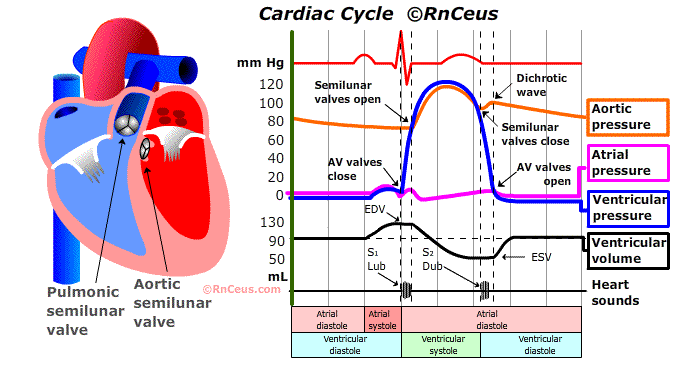 Cardiac Cycle ©RnCeus
mm Hg
120
100
80
60
40
20
0
130
90
50
mL
Semilunar
valves open
Dichrotic
wave
Semilunar
valves close
AV valves
close
AV valves
open
EDV
ESV
S₁
Lub
S₂
Dub
Aortic
pressure
Atrial
pressure
Ventricular
pressure
Ventricular
volume
Heart
sounds
Atrial
diastole
Atrial
systole
Atrial
diastole
Ventricular
diastole
Ventricular
systole
Ventricular
diastole
Pulmonic
semilunar
valve
Aortic
semilunar
valve
©RnCeus.com